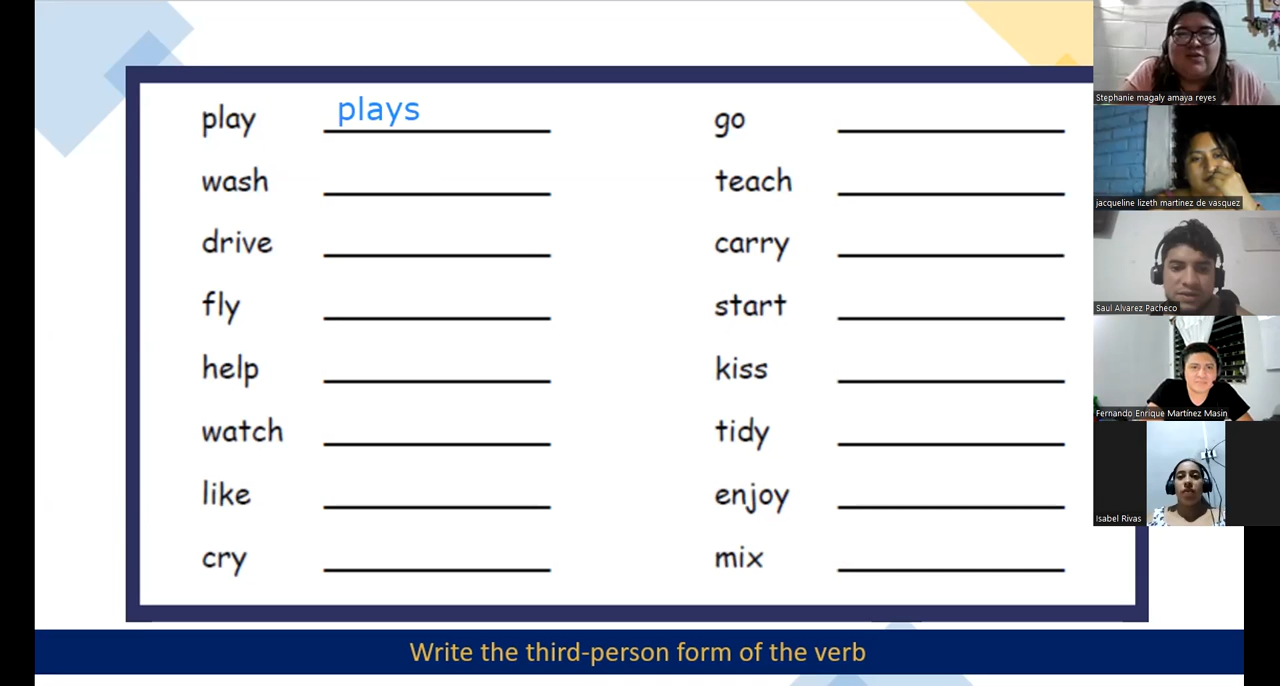 play plays
wash
drive
fly
help
watch
like
cry
go
teach
carry
start
kiss
tidy
enjoy
mix
Write the third-person form of the verb
Stephanie magaly amaya reyes
jacqueline lizeth martinez de vasquez
Saul Alvarez Pacheco
Fernando Enrique Martínez Masin
Isabel Rivas